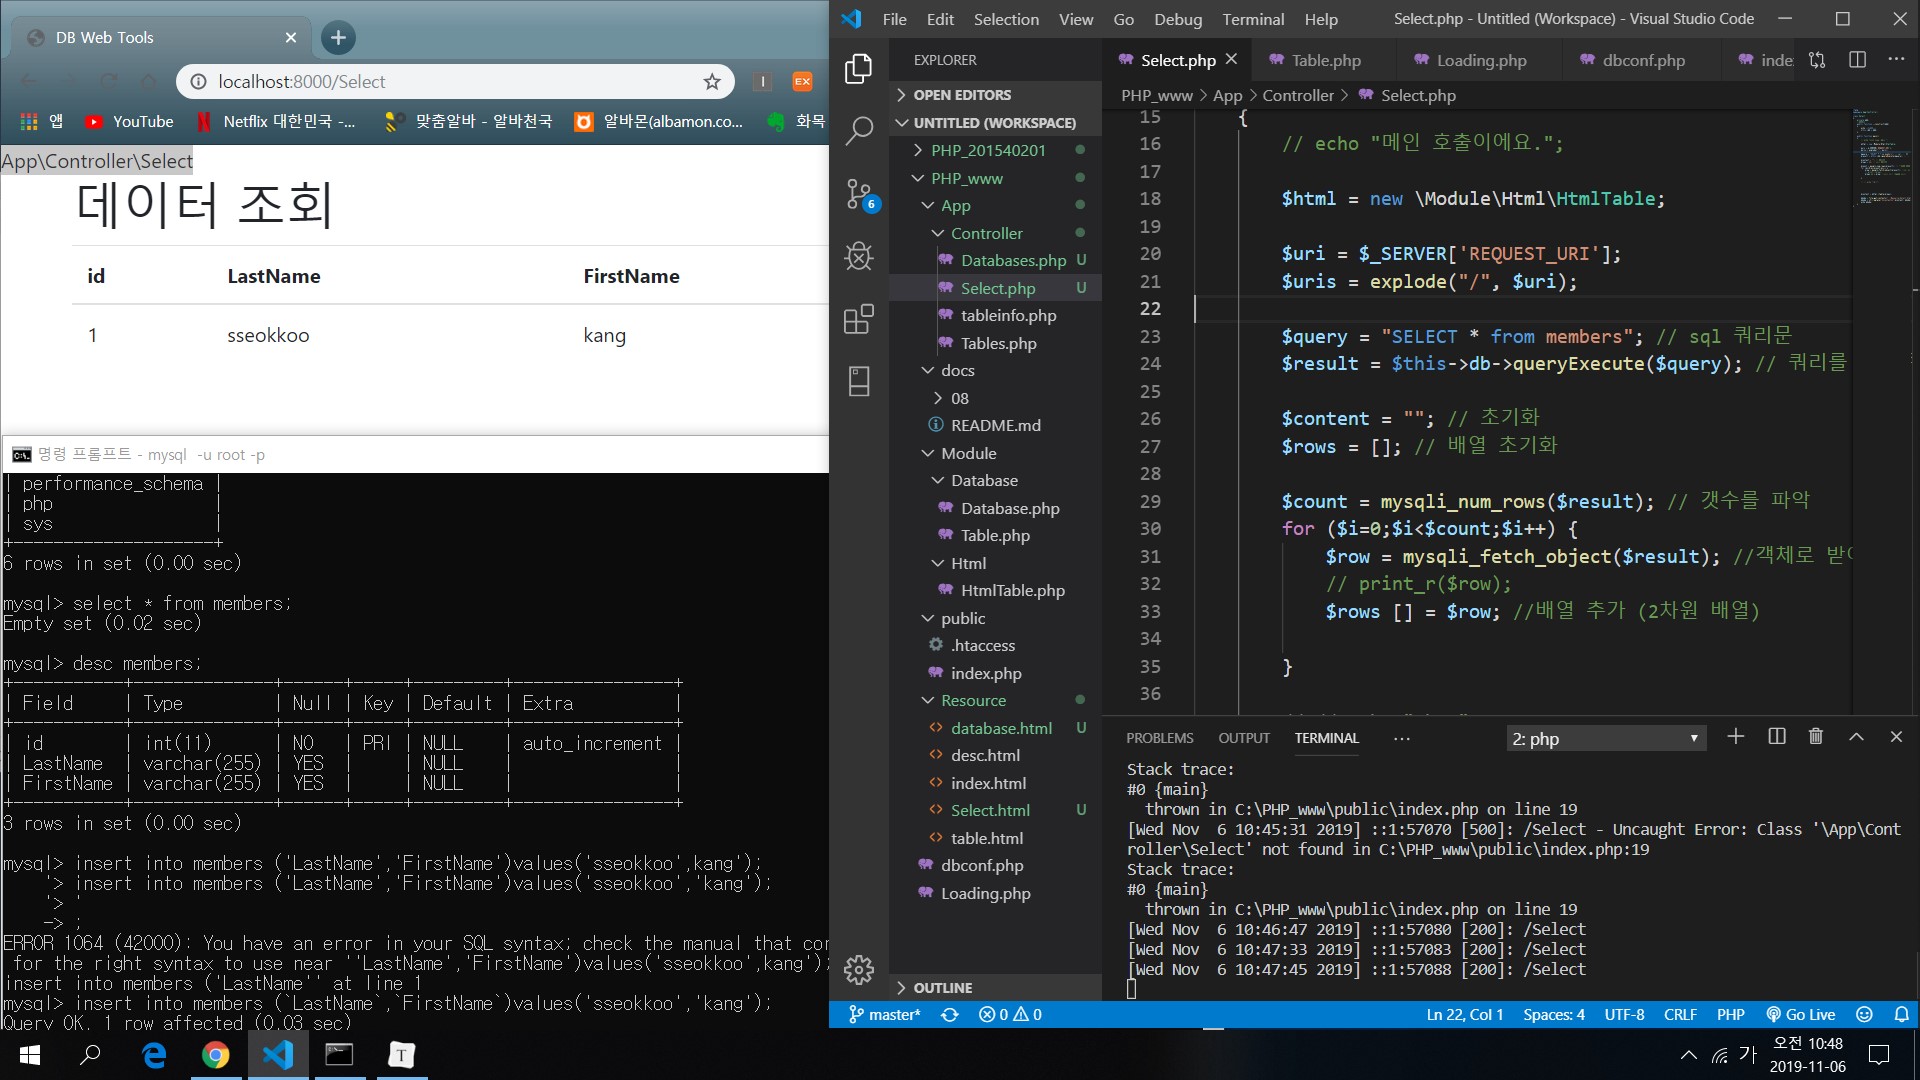 DB Web Tools
localhost:8000/Select
앱
YouTube
Netflix 대한민국 -...
맞춤알바 - 알바천국
알바몬(albamon.co...
화목
App\Controller\Select
데이터 조회
id LastName FirstName
1 sseokkoo kang
명령 프롬프트 - mysql  -u root -p
| performance_schema |
| php                |
| sys                |
+--------------------+
6 rows in set (0.00 sec)
mysql> select * from members;
Empty set (0.02 sec)
mysql> desc members;
+-----------+--------------+------+-----+---------+----------------+
| Field     | Type         | Null | Key | Default | Extra          |
+-----------+--------------+------+-----+---------+----------------+
| id        | int(11)      | NO   | PRI | NULL    | auto_increment |
| LastName  | varchar(255) | YES  |     | NULL    |                |
| FirstName | varchar(255) | YES  |     | NULL    |                |
+-----------+--------------+------+-----+---------+----------------+
3 rows in set (0.00 sec)
mysql> insert into members ('LastName','FirstName')values('sseokkoo',kang');
    '> insert into members ('LastName','FirstName')values('sseokkoo','kang');
    '> '
    -> ;
ERROR 1064 (42000): You have an error in your SQL syntax; check the manual that cor
 for the right syntax to use near ''LastName','FirstName')values('sseokkoo',kang');
insert into members ('LastName'' at line 1
mysql> insert into members (`LastName`,`FirstName`)values('sseokkoo','kang');
Query OK, 1 row affected (0.03 sec)
File Edit Selection View Go Debug Terminal Help
Select.php - Untitled (Workspace) - Visual Studio Code
EXPLORER
OPEN EDITORS
UNTITLED (WORKSPACE)
PHP_201540201
PHP_www
App
Controller
Databases.php U
Select.php U
tableinfo.php
Tables.php
docs
08
README.md
Module
Database
Database.php
Table.php
Html
HtmlTable.php
public
.htaccess
index.php
Resource
database.html U
desc.html
index.html
Select.html U
table.html
dbconf.php
Loading.php
OUTLINE
6
Select.php
Table.php
Loading.php
dbconf.php
inde
PHP_www > App > Controller > Select.php
15 {
16 // echo "메인 호출이에요.";
17
18 $html = new \Module\Html\HtmlTable;
19
20 $uri = $_SERVER['REQUEST_URI'];
21 $uris = explode("/", $uri);
22
23 $query = "SELECT * from members"; // sql 쿼리문
24 $result = $this->db->queryExecute($query); // 쿼리를
25
26 $content = ""; // 초기화
27 $rows = []; // 배열 초기화
28
29 $count = mysqli_num_rows($result); // 갯수를 파악
30 for ($i=0;$i<$count;$i++) {
31 $row = mysqli_fetch_object($result); //객체로 받
32 // print_r($row);
33 $rows [] = $row; //배열 추가 (2차원 배열)
34
35 }
36
PROBLEMS OUTPUT TERMINAL ...
2: php
Stack trace:
#0 {main}
  thrown in C:\PHP_www\public\index.php on line 19
[Wed Nov  6 10:45:31 2019] ::1:57070 [500]: /Select - Uncaught Error: Class '\App\Cont
roller\Select' not found in C:\PHP_www\public\index.php:19
Stack trace:
#0 {main}
  thrown in C:\PHP_www\public\index.php on line 19
[Wed Nov  6 10:46:47 2019] ::1:57080 [200]: /Select
[Wed Nov  6 10:47:33 2019] ::1:57083 [200]: /Select
[Wed Nov  6 10:47:45 2019] ::1:57088 [200]: /Select
master* 0 0 Ln 22, Col 1 Spaces: 4 UTF-8 CRLF PHP Go Live
T
가
오전 10:48
2019-11-06